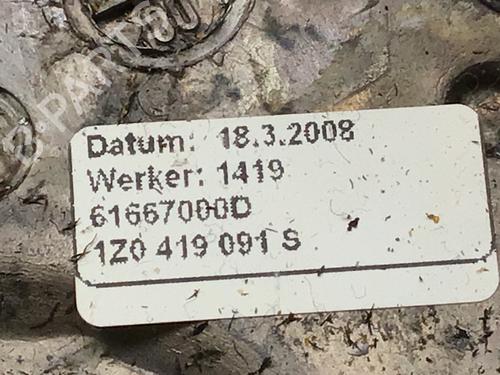 Datum: 18.3.2008
Werker: 1419
61667000D
1Z0 419 091 S